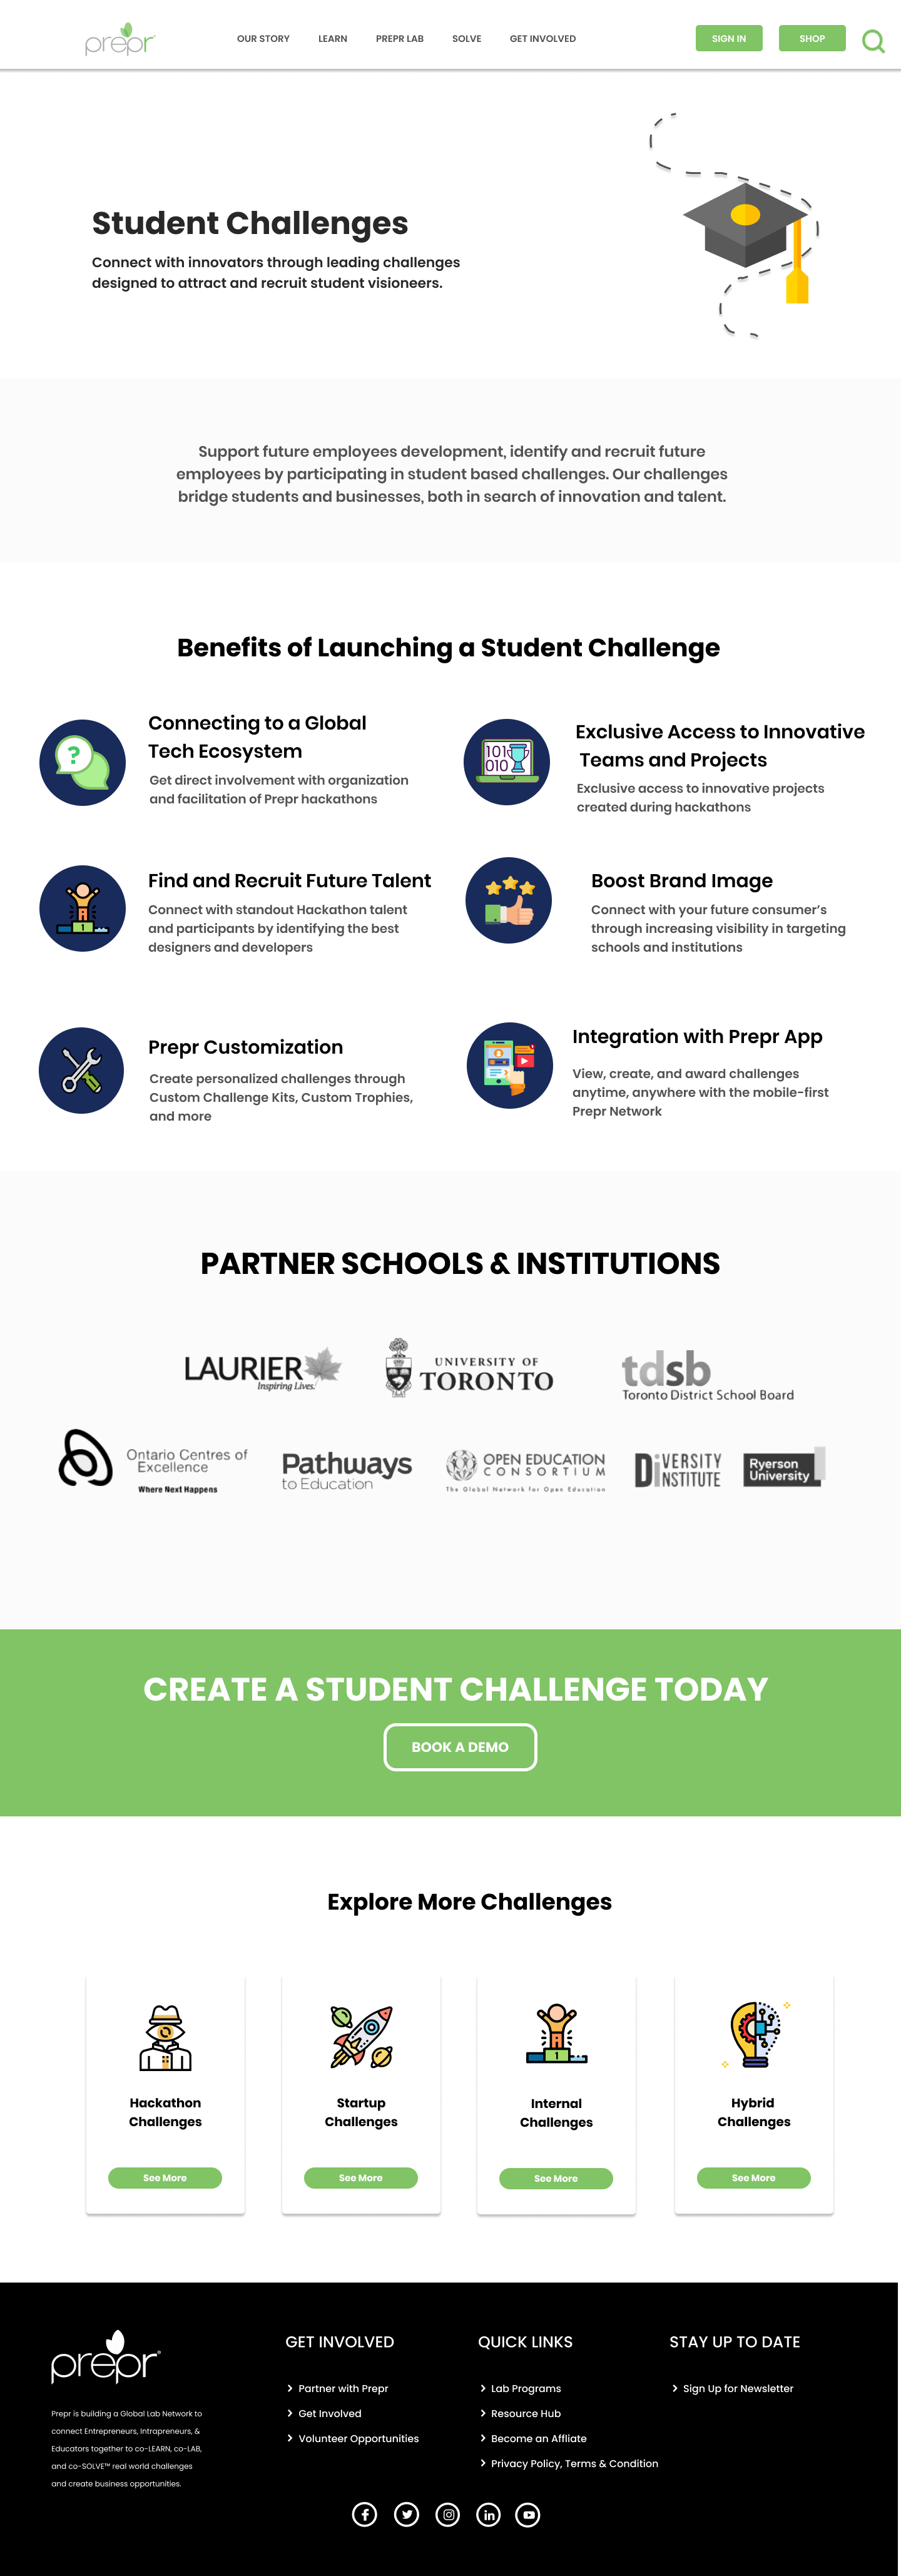 prepr
OUR STORY
LEARN
PREPR LAB
SOLVE
GET INVOLVED
SIGN IN
SHOP
Student Challenges
Connect with innovators through leading challenges
designed to attract and recruit student visioneers.
Support future employees development, identify and recruit future
employees by participating in student based challenges. Our challenges
bridge students and businesses, both in search of innovation and talent.
Benefits of Launching a Student Challenge
Connecting to a Global
Tech Ecosystem
Get direct involvement with organization
and facilitation of Prepr hackathons
?
Exclusive Access to Innovative
Teams and Projects
Exclusive access to innovative projects
created during hackathons
101
010
Find and Recruit Future Talent
Connect with standout Hackathon talent
and participants by identifying the best
designers and developers
1
Boost Brand Image
Connect with your future consumer's
through increasing visibility in targeting
schools and institutions
Prepr Customization
Create personalized challenges through
Custom Challenge Kits, Custom Trophies,
and more
Integration with Prepr App
View, create, and award challenges
anytime, anywhere with the mobile-first
Prepr Network
PARTNER SCHOOLS & INSTITUTIONS
LAURIER
Inspiring Lives.
UNIVERSITY OF
TORONTO
tdsb
Toronto District School Board
Ontario Centres of
Excellence
Where Next Happens
Pathways
to Education
OPEN EDUCATION
CONSORTIUM
The Global Network for Open Education
DIVERSITY
INSTITUTE
Ryerson
University
CREATE A STUDENT CHALLENGE TODAY
BOOK A DEMO
Explore More Challenges
Hackathon
Challenges
See More
Startup
Challenges
See More
1
Internal
Challenges
See More
Hybrid
Challenges
See More
prepr®
Prepr is building a Global Lab Network to
connect Entrepreneurs, Intrapreneurs, &
Educators together to co-LEARN, co-LAB,
and co-SOLVE™ real world challenges
and create business opportunities.
GET INVOLVED
Partner with Prepr
Get Involved
Volunteer Opportunities
QUICK LINKS
Lab Programs
Resource Hub
Become an Affliate
Privacy Policy, Terms & Condition
STAY UP TO DATE
Sign Up for Newsletter